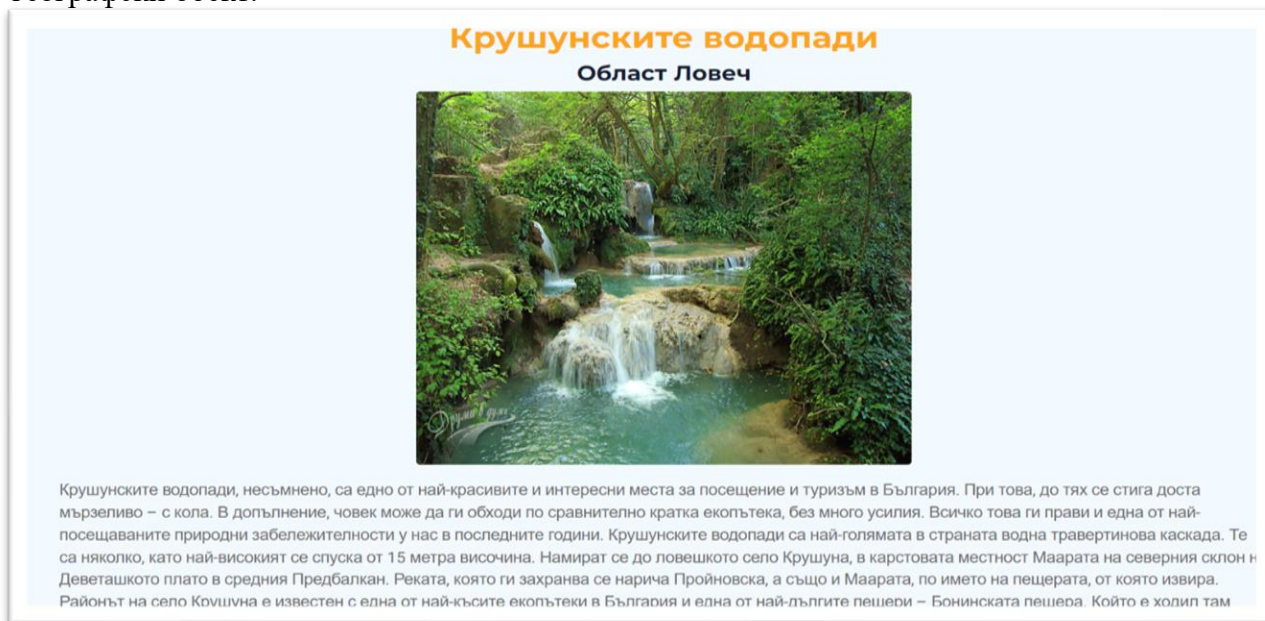 Крушунските водопади
Област Ловеч
Друми в думи
Крушунските водопади, несъмнено, са едно от най-красивите и интересни места за посещение и туризъм в България. При това, до тях се стига доста
мързеливо – с кола. В допълнение, човек може да ги обходи по сравнително кратка екопътека, без много усилия. Всичко това ги прави и една от най-
посещаваните природни забележителности у нас в последните години. Крушунските водопади са най-голямата в страната водна травертинова каскада. Те
са няколко, като най-високият се спуска от 15 метра височина. Намират се до ловешкото село Крушуна, в карстовата местност Маарата на северния склон н
Деветашкото плато в средния Предбалкан. Реката, която ги захранва се нарича Пройновска, а също и Маарата, по името на пещерата, от която извира.
Районът на село Крушуна е известен с една от най-късите екопътеки в България и една от най-дългите пещери – Бонинската пещера. Който е ходил там